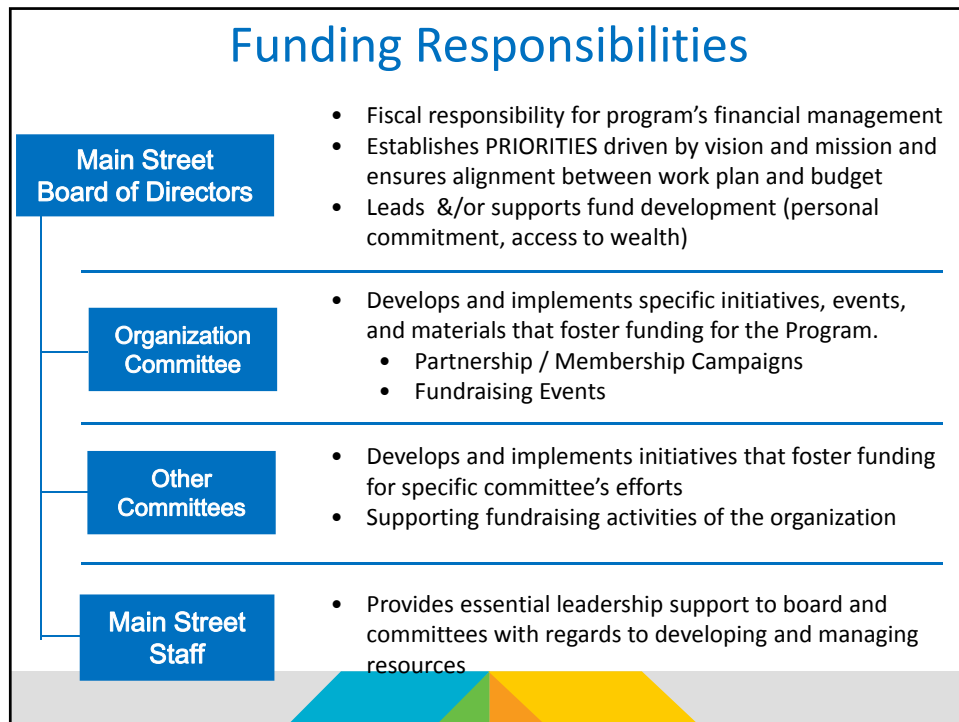 Funding Responsibilities
Main Street
Board of Directors
• Fiscal responsibility for program's financial management
• Establishes PRIORITIES driven by vision and mission and
ensures alignment between work plan and budget
• Leads &/or supports fund development (personal
commitment, access to wealth)
Organization
Committee
• Develops and implements specific initiatives, events,
and materials that foster funding for the Program.
• Partnership / Membership Campaigns
• Fundraising Events
Other
Committees
• Develops and implements initiatives that foster funding
for specific committee's efforts
• Supporting fundraising activities of the organization
Main Street
Staff
• Provides essential leadership support to board and
committees with regards to developing and managing
resources